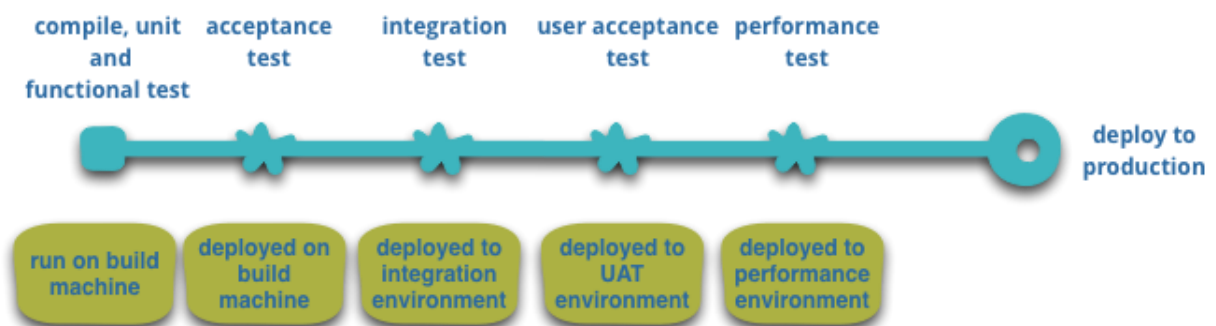 compile, unit
and
functional test
acceptance
test
integration
test
user acceptance
test
performance
test
deploy to
production
run on build
machine
deployed on
build
machine
deployed to
integration
environment
deployed to
UAT
environment
deployed to
performance
environment